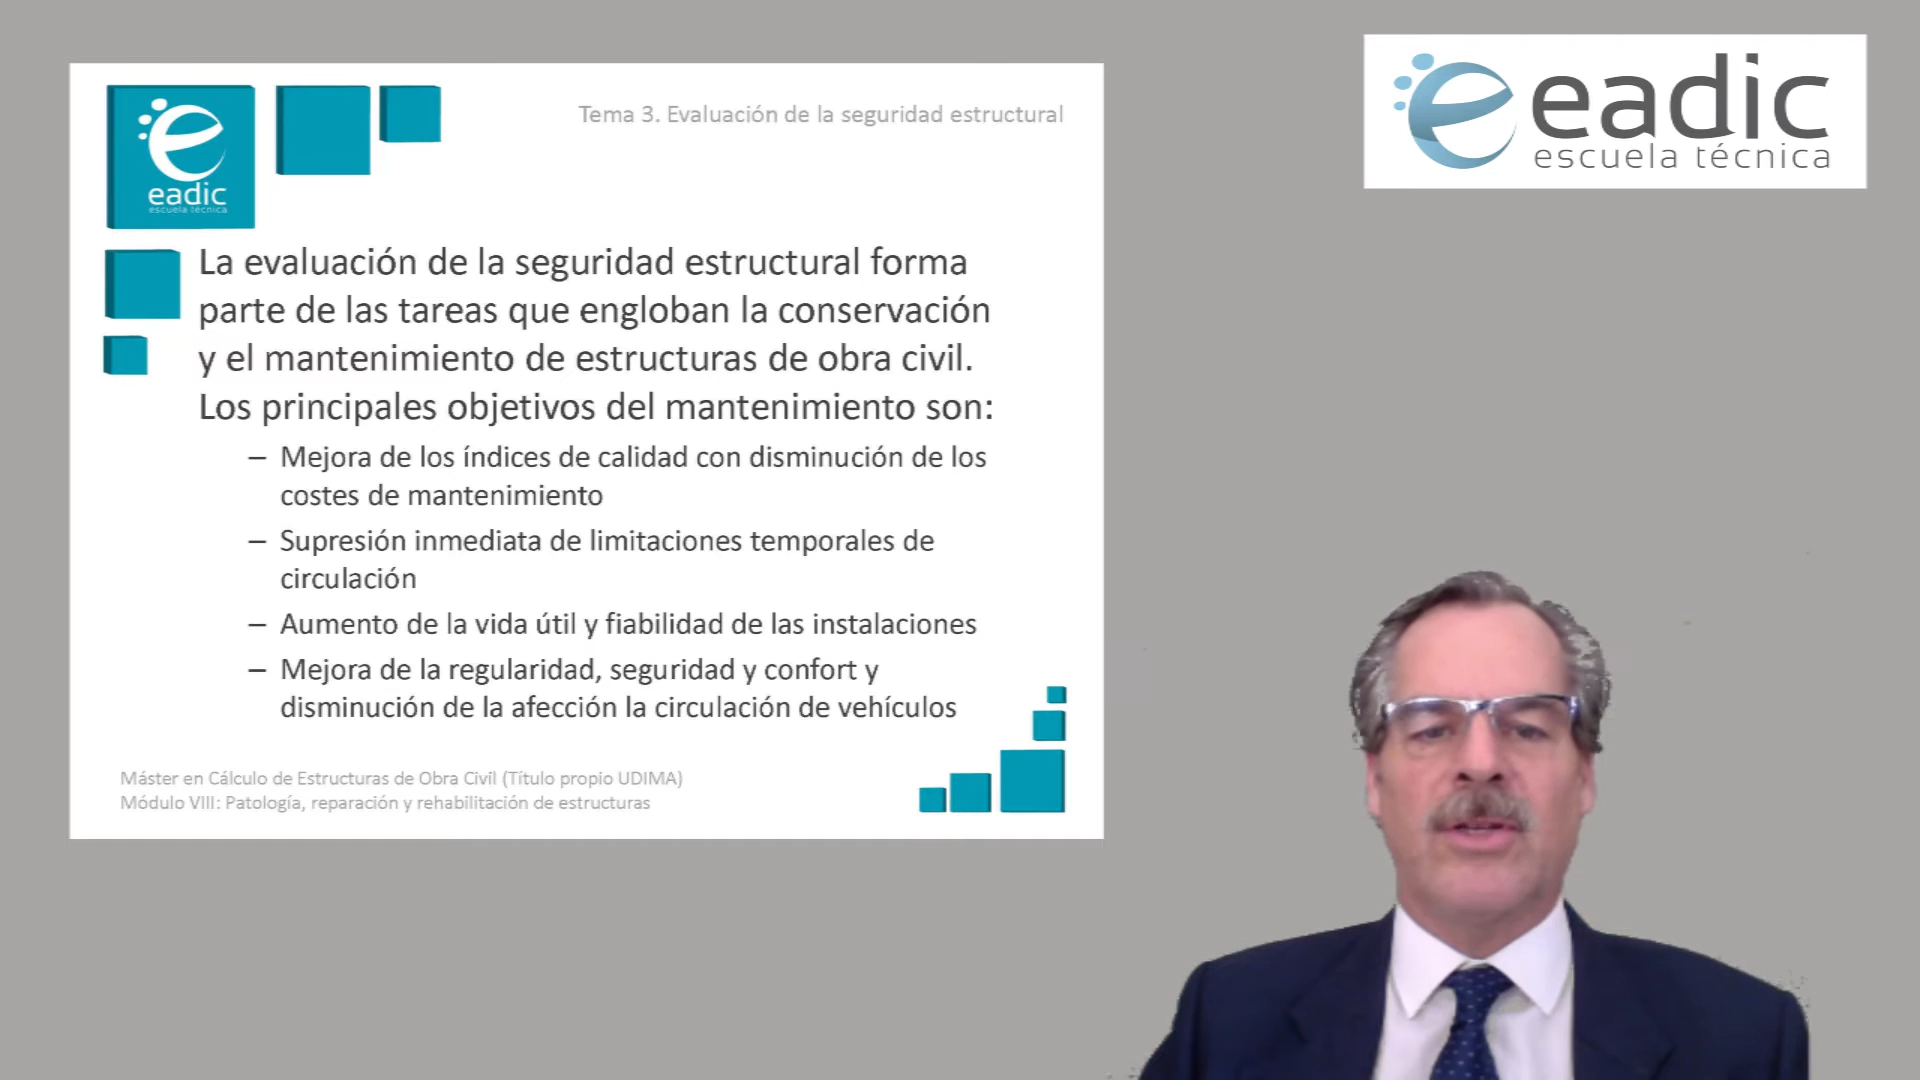 eadic
escuela técnica
Tema 3. Evaluación de la seguridad estructural
eadic
escuela técnica
La evaluación de la seguridad estructural forma
parte de las tareas que engloban la conservación
y el mantenimiento de estructuras de obra civil.
Los principales objetivos del mantenimiento son:
– Mejora de los índices de calidad con disminución de los
costes de mantenimiento
– Supresión inmediata de limitaciones temporales de
circulación
– Aumento de la vida útil y fiabilidad de las instalaciones
– Mejora de la regularidad, seguridad y confort y
disminución de la afección la circulación de vehículos
Máster en Cálculo de Estructuras de Obra Civil (Título propio UDIMA)
Módulo VIII: Patología, reparación y rehabilitación de estructuras